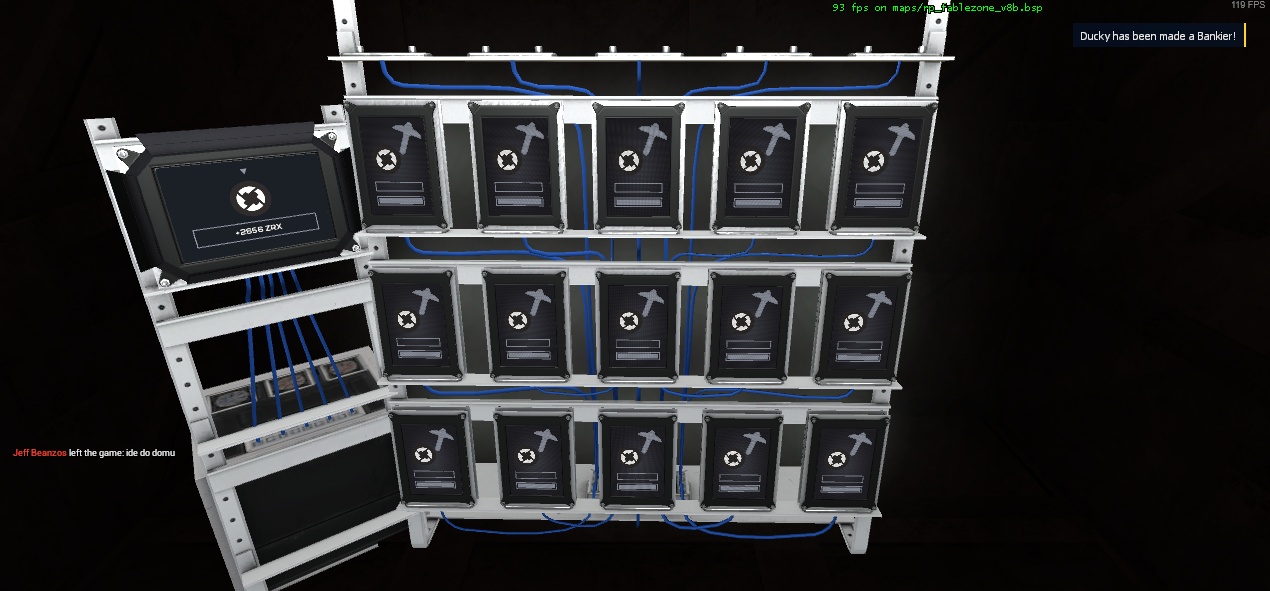 93 fps on maps/rp_fablezone_v8b.bsp
119 FPS
Ducky has been made a Bankier!
+2656 ZRX
Jeff Beanzos left the game: ide do domu